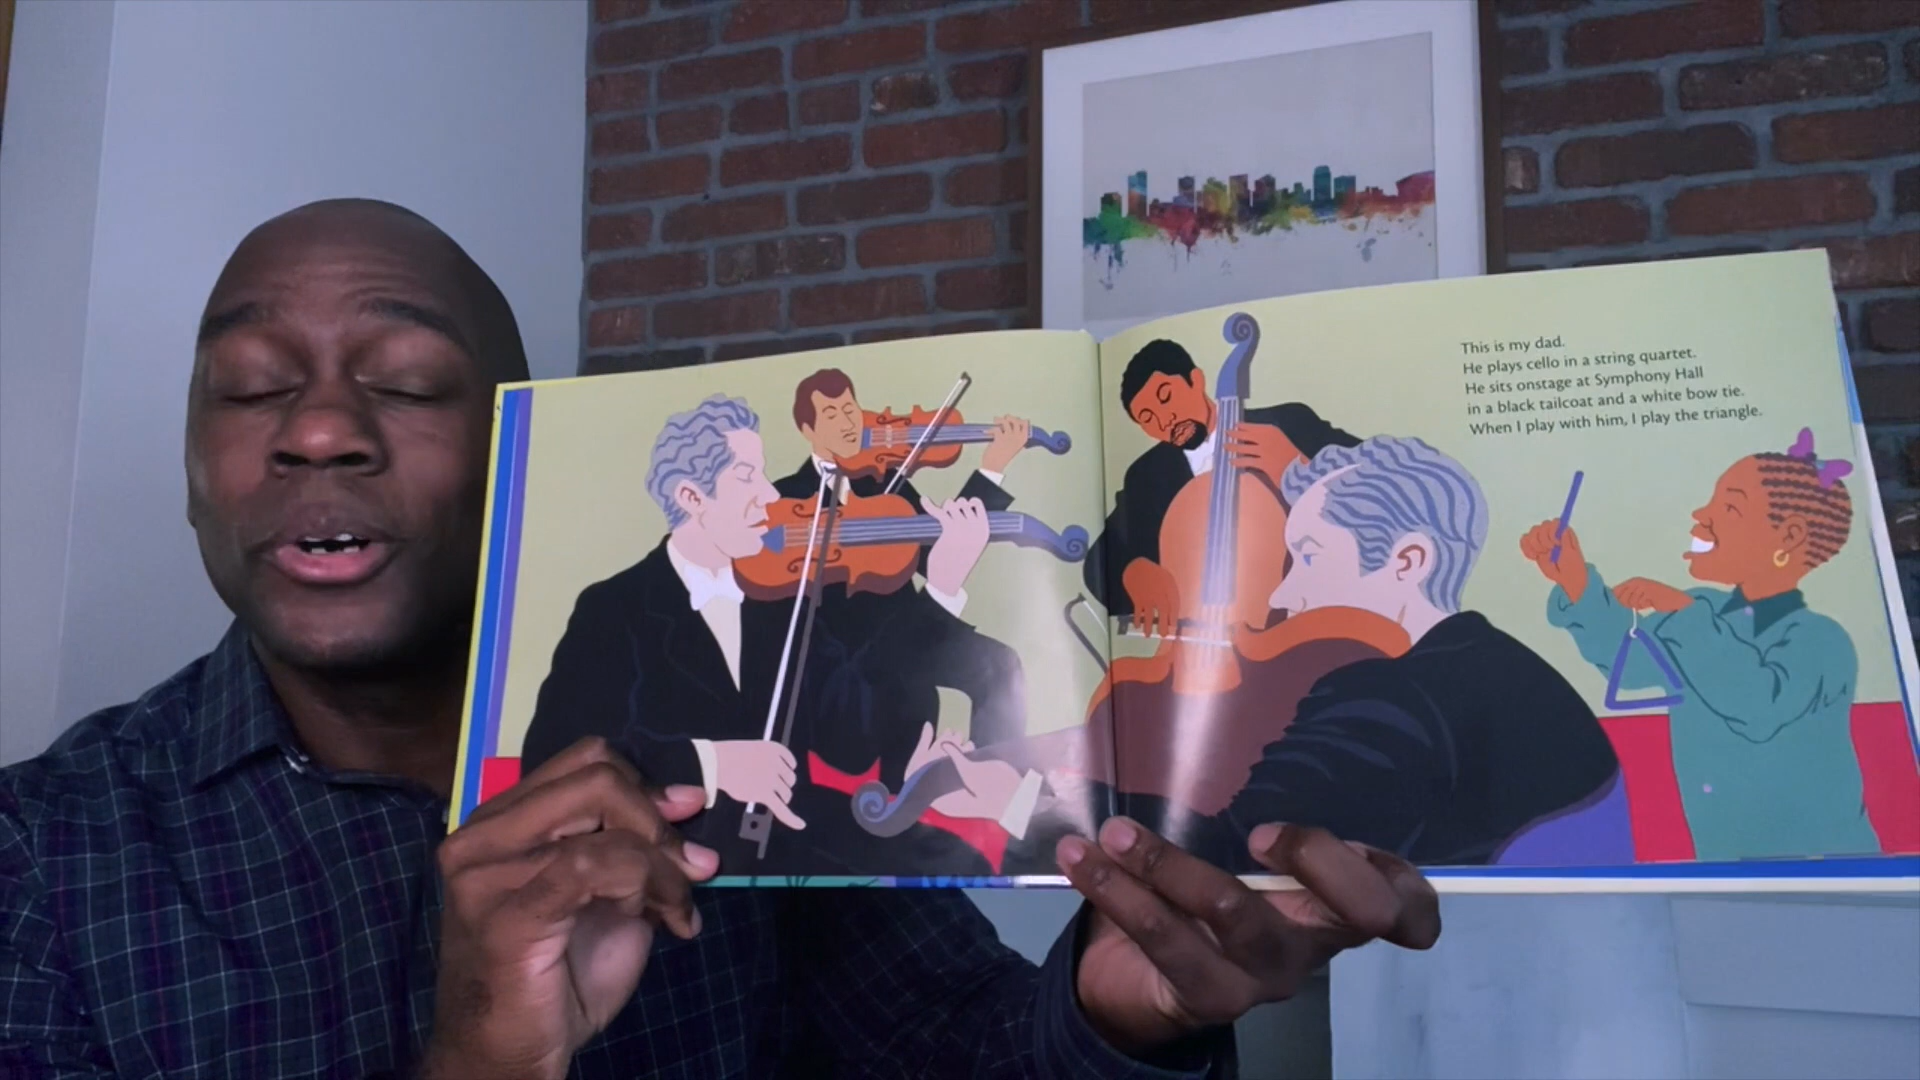 This is my dad.
He plays cello in a string quartet.
He sits onstage at Symphony Hall
in a black tailcoat and a white bow tie.
When I play with him, I play the triangle.